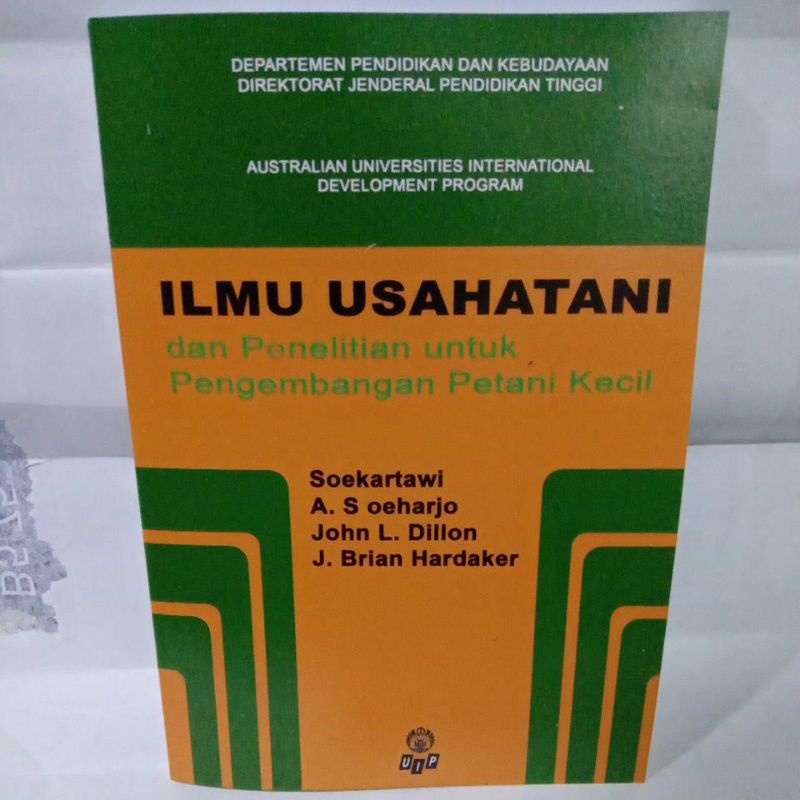 DEPARTEMEN PENDIDIKAN DAN KEBUDAYAAN
DIREKTORAT JENDERAL PENDIDIKAN TINGGI
AUSTRALIAN UNIVERSITIES INTERNATIONAL
DEVELOPMENT PROGRAM
ILMU USAHATANI
dan Penelitian untuk
Pengembangan Petani Kecil
Soekartawi
A. S oeharjo
John L. Dillon
J. Brian Hardaker
UIP